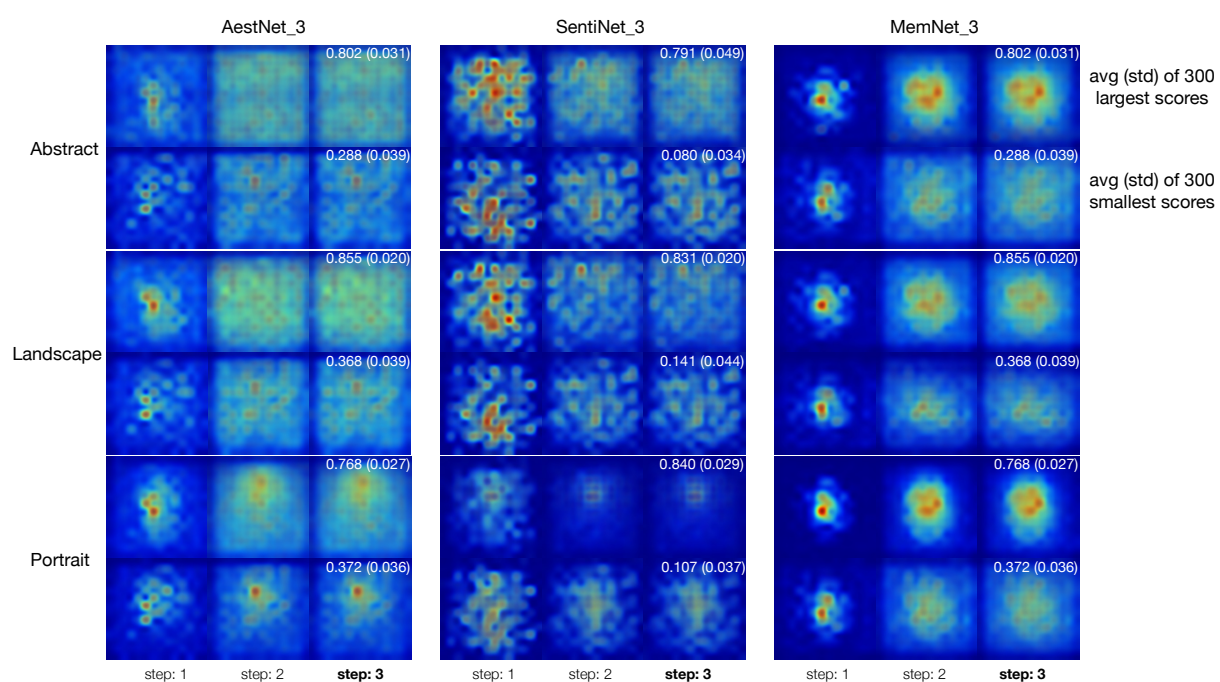 AestNet_3
SentiNet_3
MemNet_3
0.802 (0.031)
0.791 (0.049)
0.802 (0.031)
avg (std) of 300
largest scores
Abstract
0.288 (0.039)
0.080 (0.034)
0.288 (0.039)
avg (std) of 300
smallest scores
0.855 (0.020)
0.831 (0.020)
0.855 (0.020)
Landscape
0.368 (0.039)
0.141 (0.044)
0.368 (0.039)
0.768 (0.027)
0.840 (0.029)
0.768 (0.027)
Portrait
0.372 (0.036)
0.107 (0.037)
0.372 (0.036)
step: 1
step: 2
step: 3
step: 1
step: 2
step: 3
step: 1
step: 2
step: 3